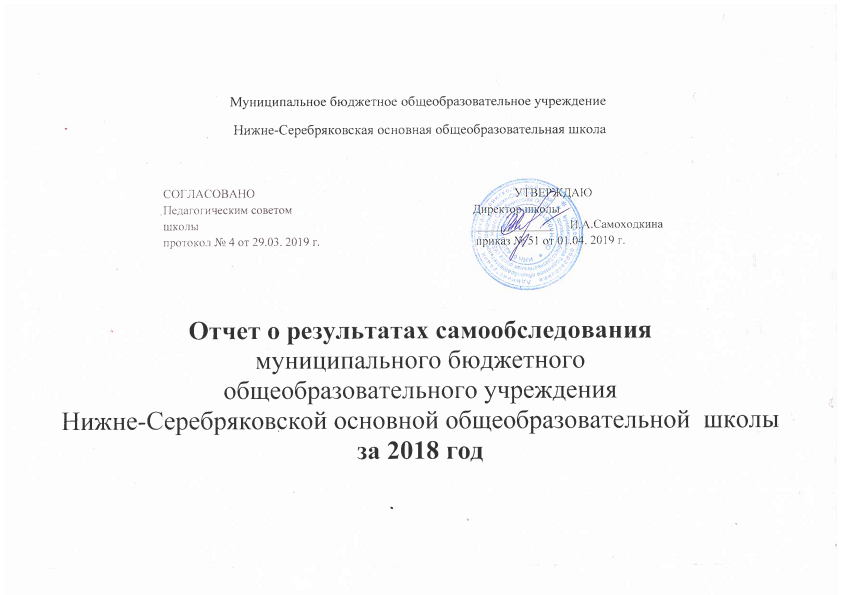 Муниципальное бюджетное общеобразовательное учреждение
Нижне-Серебряковская основная общеобразовательная школа
СОГЛАСОВАНО
Педагогическим советом
школы
протокол № 4 от 29.03. 2019 г.
УТВЕРЖДАЮ
Директор школы
И.А.Самоходкина
приказ № 51 от 01.04. 2019 г.
Отчет о результатах самообследования
муниципального бюджетного
общеобразовательного учреждения
Нижне-Серебряковской основной общеобразовательной школы
за 2018 год